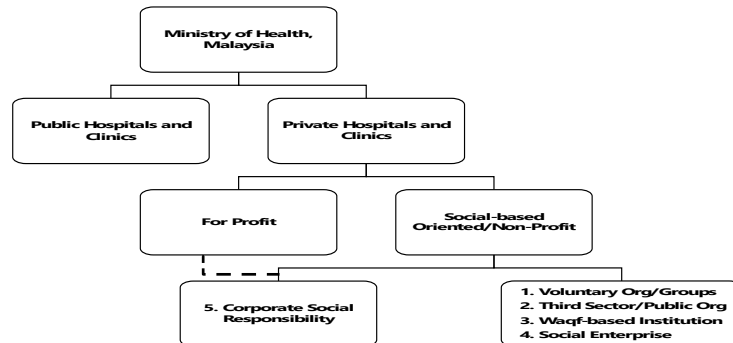 Ministry of Health,
Malaysia
Public Hospitals and
Clinics
Private Hospitals and
Clinics
For Profit
Social-based
Oriented/Non-Profit
5. Corporate Social
Responsibility
1. Voluntary Org/Groups
2. Third Sector/Public Org
3. Waqf-based Institution
4. Social Enterprise